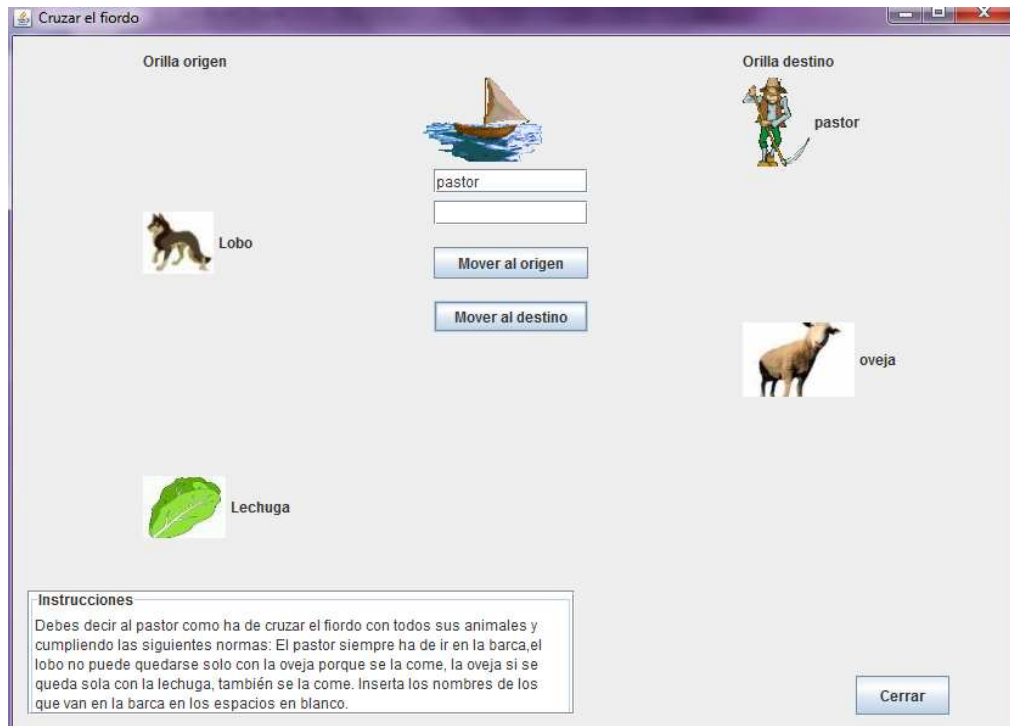 Cruzar el fiordo
Orilla origen
Orilla destino
pastor
pastor
Lobo
Mover al origen
Mover al destino
oveja
Lechuga
Instrucciones
Debes decir al pastor como ha de cruzar el fiordo con todos sus animales y
cumpliendo las siguientes normas: El pastor siempre ha de ir en la barca,el
lobo no puede quedarse solo con la oveja porque se la come, la oveja si se
queda sola con la lechuga, también se la come. Inserta los nombres de los
que van en la barca en los espacios en blanco.
Cerrar